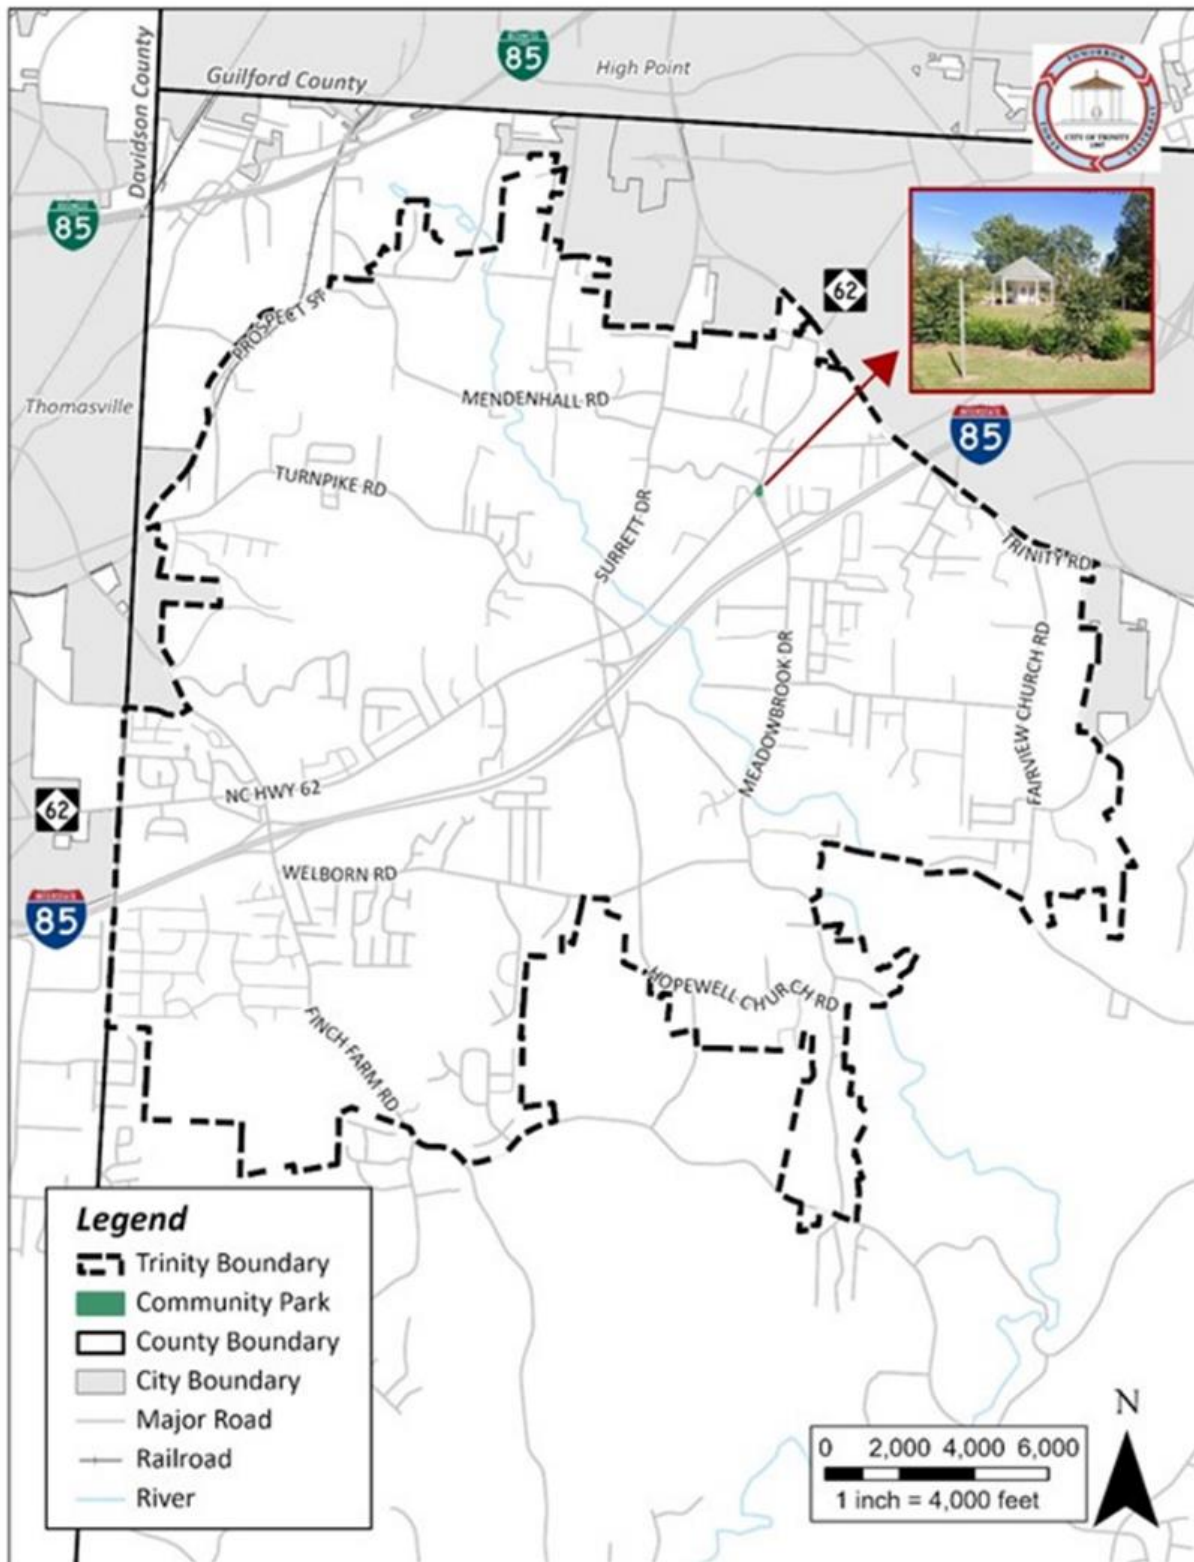 Davidson County
Guilford County
85
High Point
TOMORROW
CITY OF TRINITY
1997
85
62
PROSPECT ST
MENDENHALL RD
Thomasville
85
TURNPIKE RD
SURRETT DR
TRINITY RD
FAIRVIEW CHURCH RD
MEADOWBROOK DR
NC HWY 62
62
WELBORN RD
85
HOPEWELL CHURCH RD
FINCH FARM RD
Legend
Trinity Boundary
Community Park
County Boundary
City Boundary
Major Road
Railroad
River
N
0 2,000 4,000 6,000
1 inch = 4,000 feet